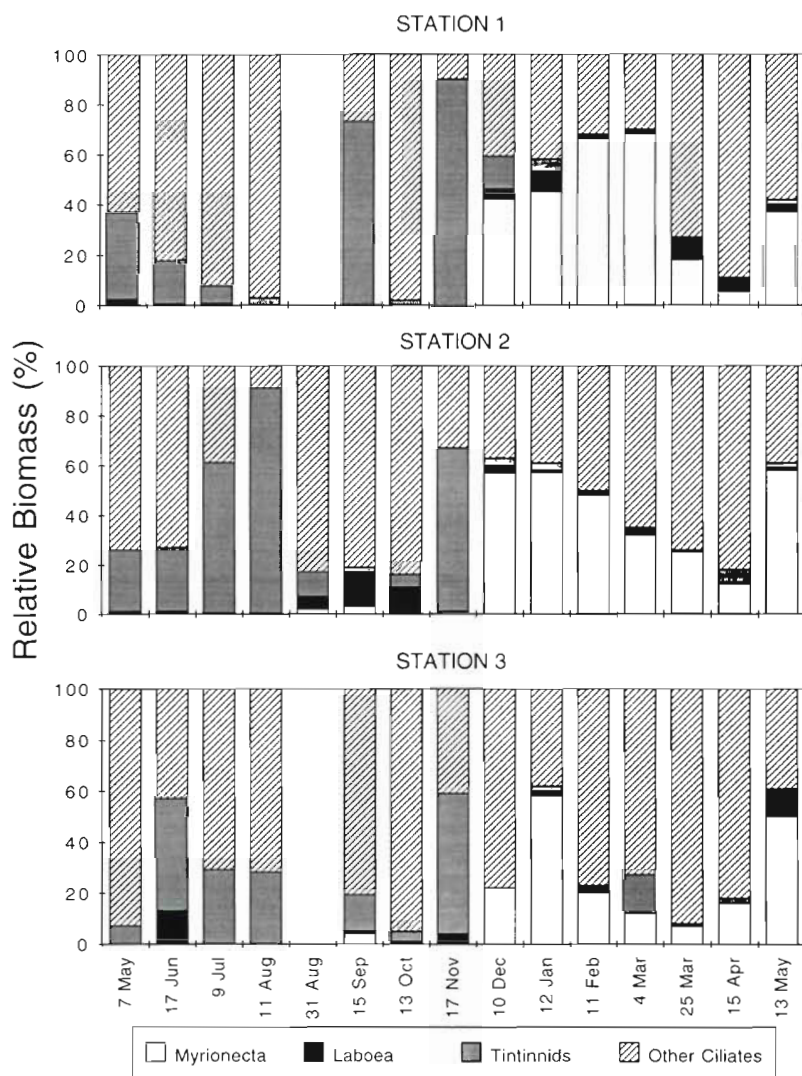 STATION 1
100
80
60
40
20
0
STATION 2
100
80
60
40
20
0
STATION 3
100
80
60
40
20
0
Relative Biomass (%)
7 May
17 Jun
9 Jul
11 Aug
31 Aug
15 Sep
13 Oct
17 Nov
10 Dec
12 Jan
11 Feb
4 Mar
25 Mar
15 Apr
13 May
Myrionecta Laboea Tintinnids Other Ciliates